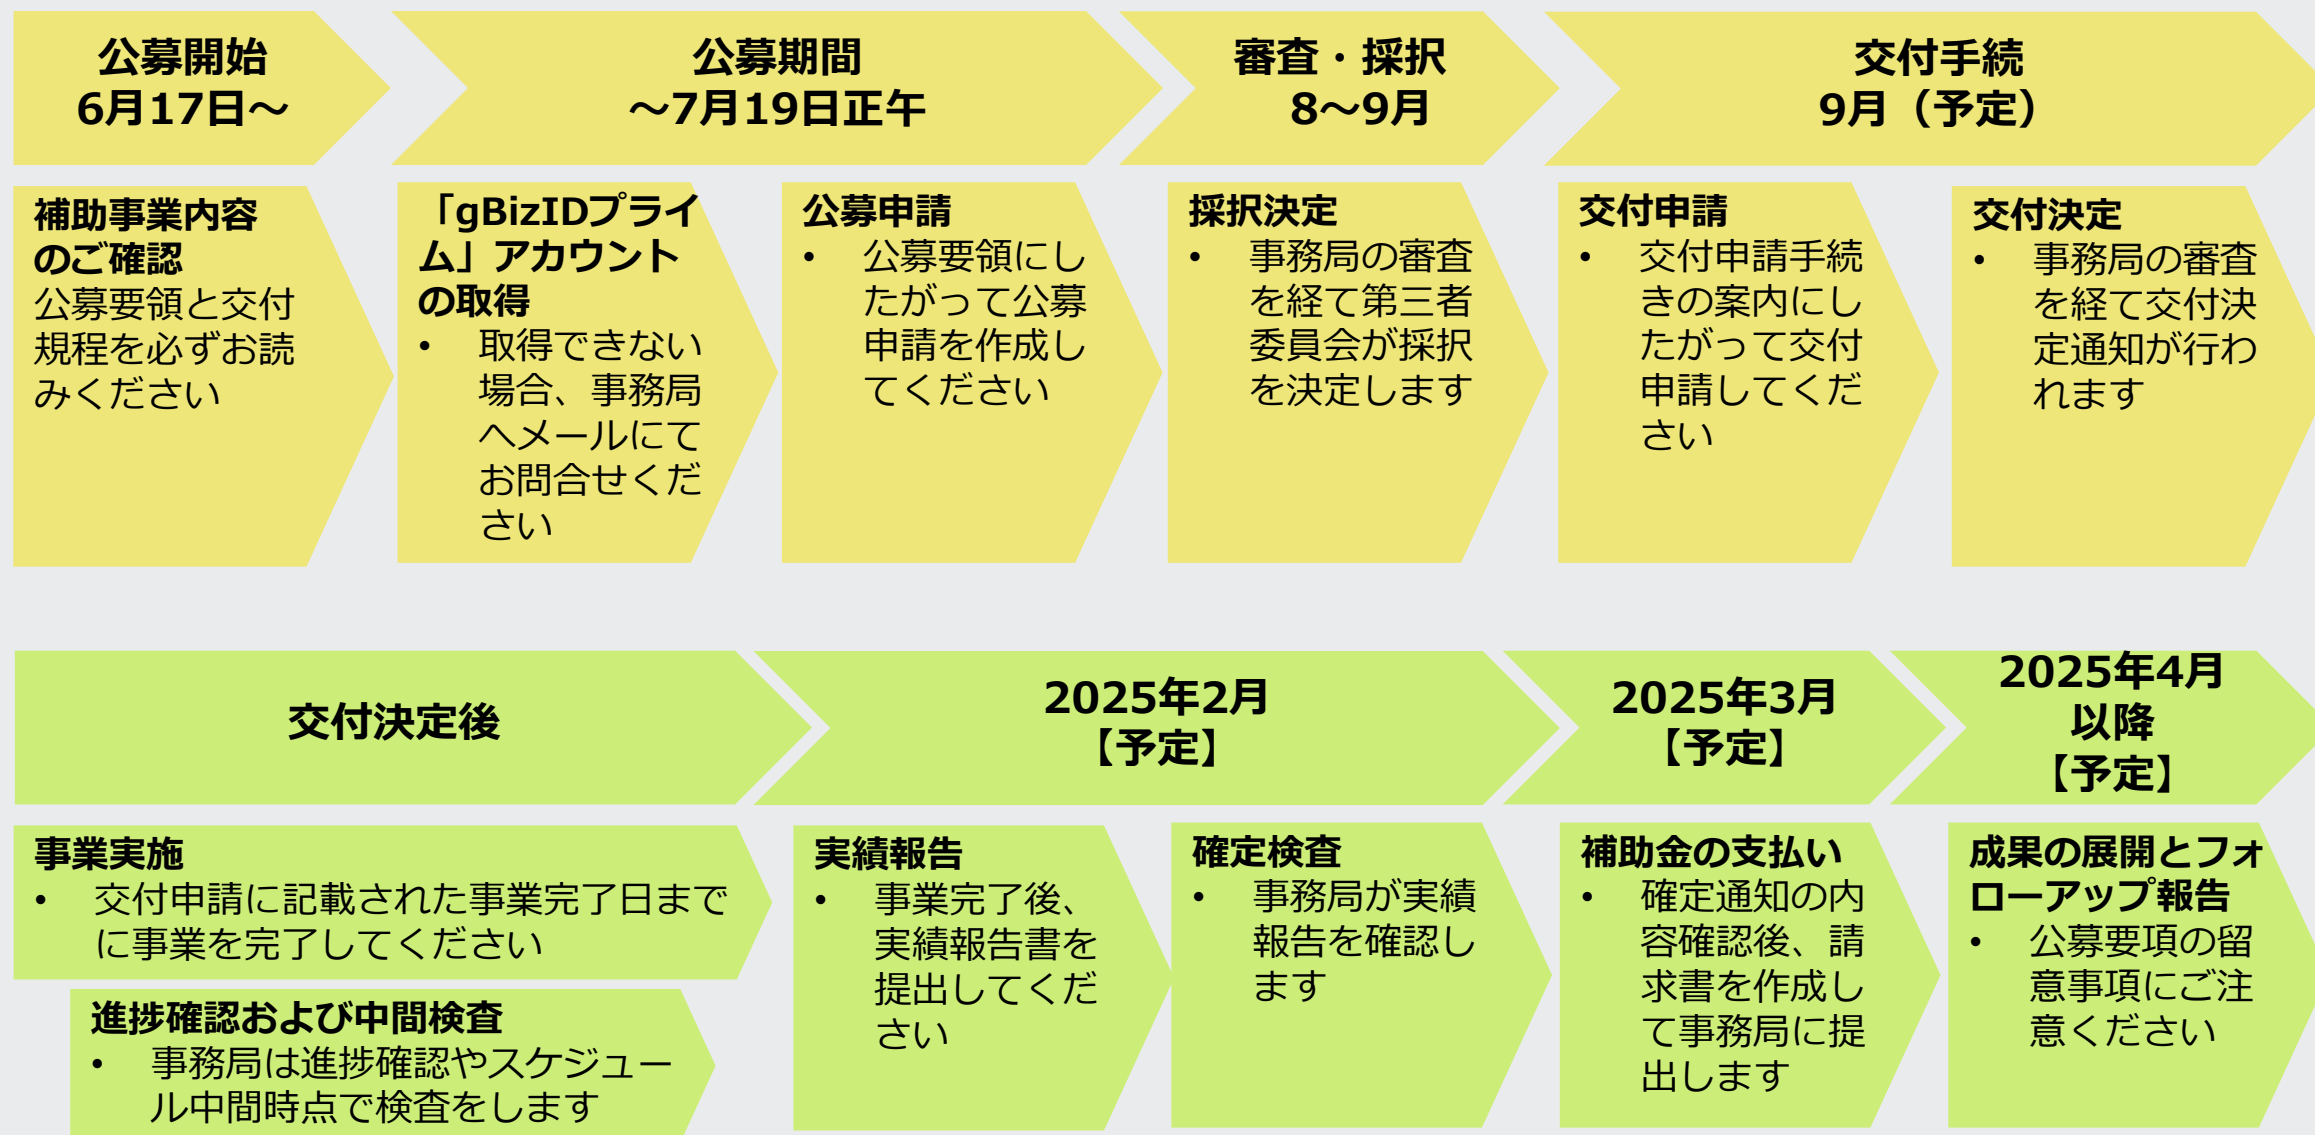 公募開始
6月17日～
公募期間
～7月19日正午
審査・採択
8～9月
交付手続
9月（予定）
補助事業内容
のご確認
公募要領と交付
規程を必ずお読
みください
「gBizIDプライ
ム」アカウント
の取得
• 取得できない
場合、事務局
へメールにて
お問合せくだ
さい
公募申請
• 公募要領にし
たがって公募
申請を作成し
てください
採択決定
• 事務局の審査
を経て第三者
委員会が採択
を決定します
交付申請
• 交付申請手続
きの案内にし
たがって交付
申請してくだ
さい
交付決定
• 事務局の審査
を経て交付決
定通知が行わ
れます
交付決定後
2025年2月
【予定】
2025年3月
【予定】
2025年4月
以降
【予定】
事業実施
• 交付申請に記載された事業完了日まで
に事業を完了してください
進捗確認および中間検査
• 事務局は進捗確認やスケジュー
ル中間時点で検査をします
実績報告
• 事業完了後、
実績報告書を
提出してくだ
さい
確定検査
• 事務局が実績
報告を確認し
ます
補助金の支払い
• 確定通知の内
容確認後、請
求書を作成し
て事務局に提
出します
成果の展開とフォ
ローアップ報告
• 公募要項の留
意事項にご注
意ください